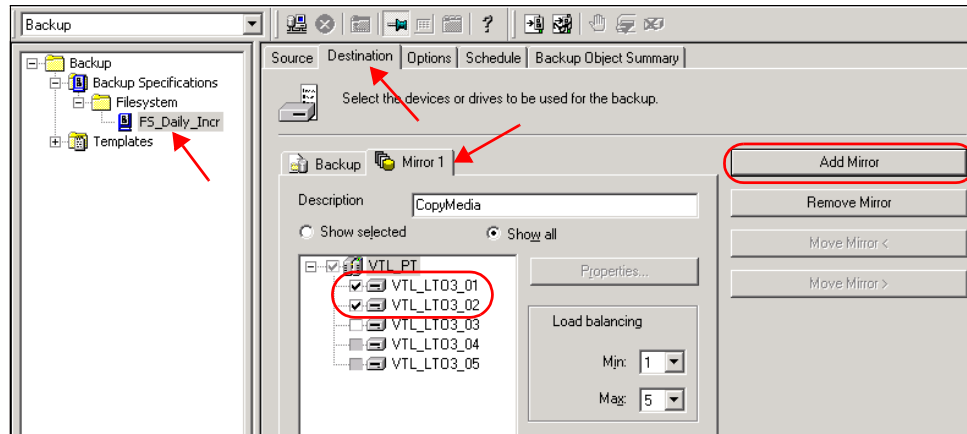 Backup
Backup
Backup Specifications
Filesystem
FS_Daily_Incr
Templates
Source Destination Options Schedule Backup Object Summary
Select the devices or drives to be used for the backup.
Backup Mirror 1
Description CopyMedia
Show selected Show all
VTL_PT
VTL_LTO3_01
VTL_LTO3_02
VTL_LTO3_03
VTL_LTO3_04
VTL_LTO3_05
Properties...
Load balancing
Min: 1
Max: 5
Add Mirror
Remove Mirror
Move Mirror <
Move Mirror >